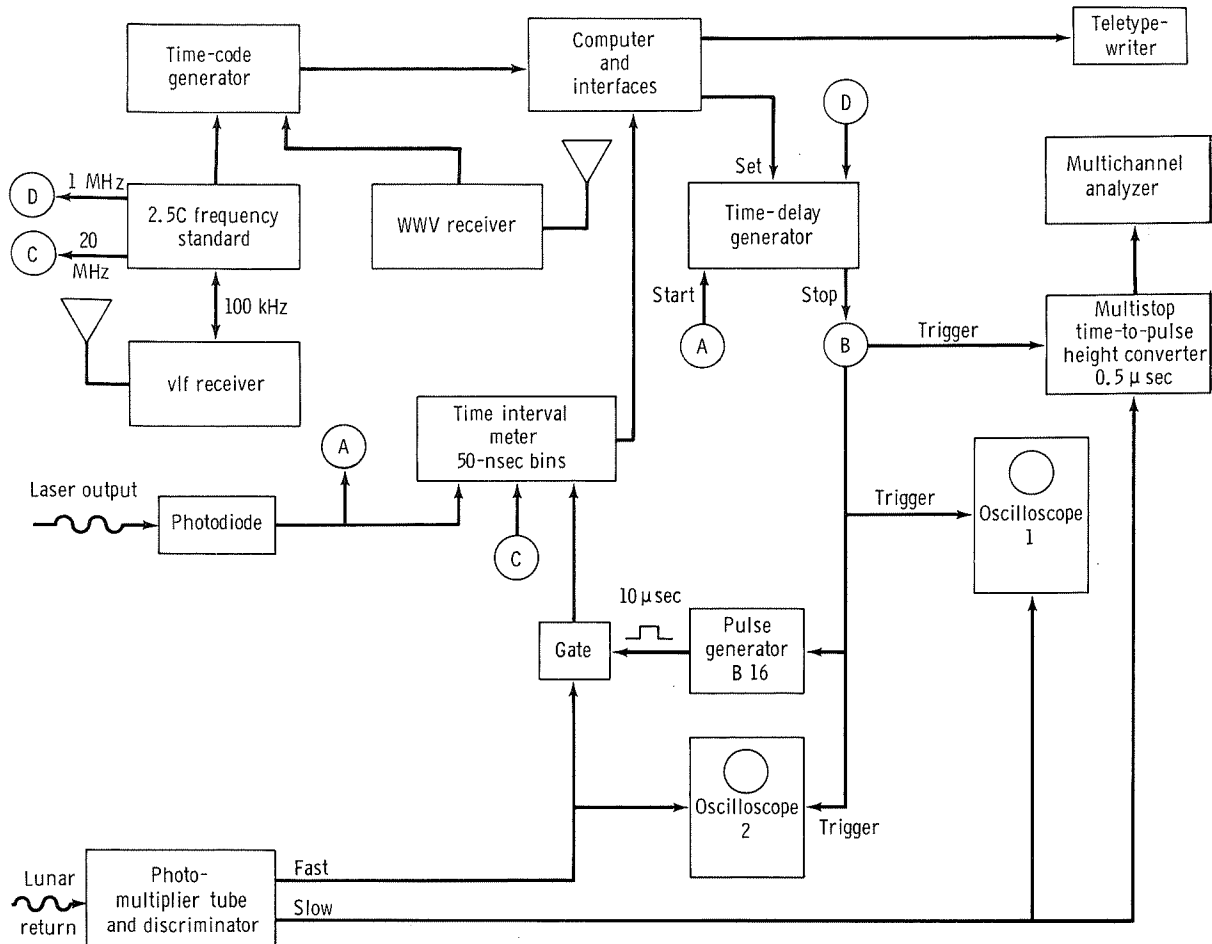 Time-code
generator
Computer
and
interfaces
Teletype-
writer
D
Set
Multichannel
analyzer
D
1 MHz
2.5C frequency
standard
WWV receiver
Time-delay
generator
C
20
MHz
100 kHz
Start
Stop
A
B
Trigger
Multistop
time-to-pulse
height converter
0.5 μ sec
vlf receiver
Time interval
meter
50-nsec bins
A
Laser output
Photodiode
C
Trigger
Oscilloscope
1
10 μ sec
Gate
Pulse
generator
B 16
Oscilloscope
2
Trigger
Lunar
return
Photo-
multiplier tube
and discriminator
Fast
Slow